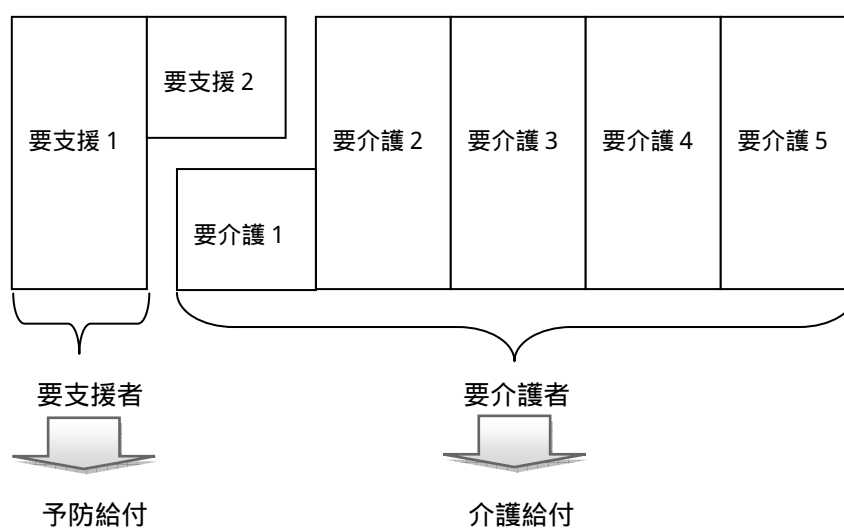 要支援 1
要支援 2
要介護 1
要介護 2
要介護 3
要介護 4
要介護 5
要支援者
要介護者
予防給付
介護給付